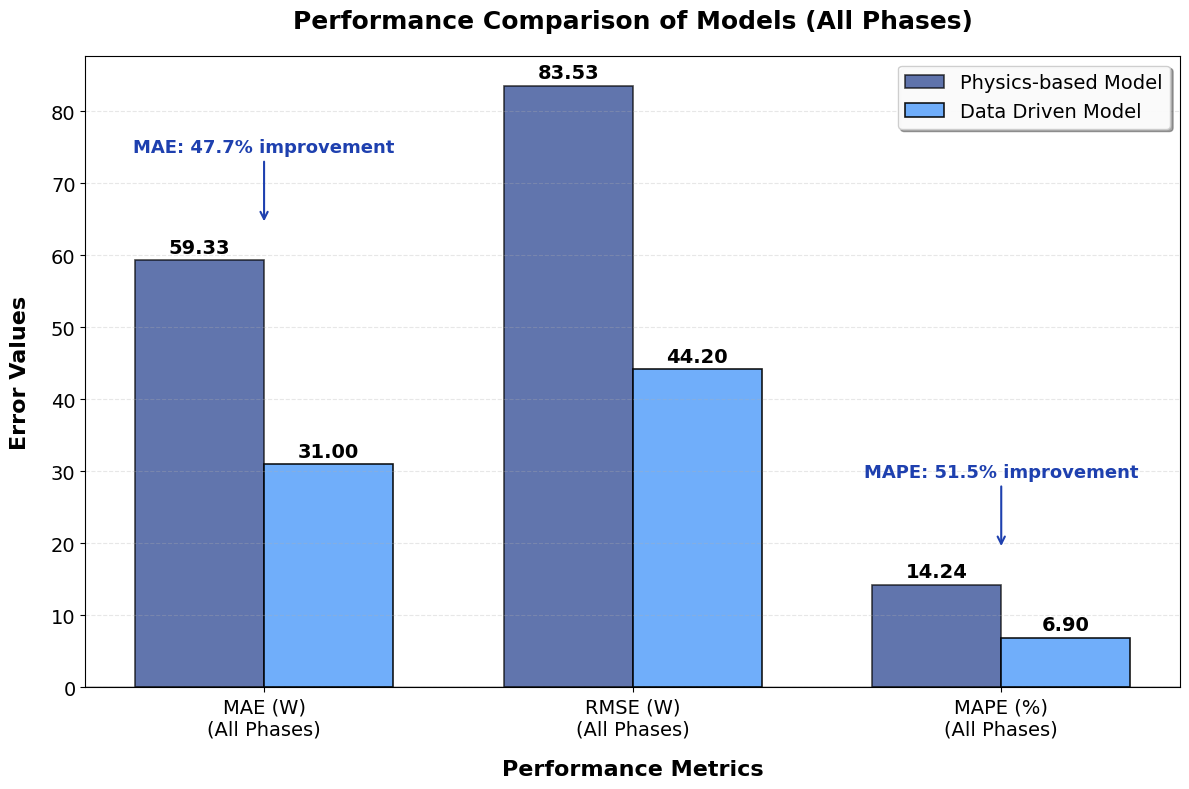 Performance Comparison of Models (All Phases)
Physics-based Model
Data Driven Model
Error Values
80
70
60
50
40
30
20
10
0
MAE: 47.7% improvement
59.33
31.00
83.53
44.20
MAPE: 51.5% improvement
14.24
6.90
MAE (W)
(All Phases)
RMSE (W)
(All Phases)
MAPE (%)
(All Phases)
Performance Metrics